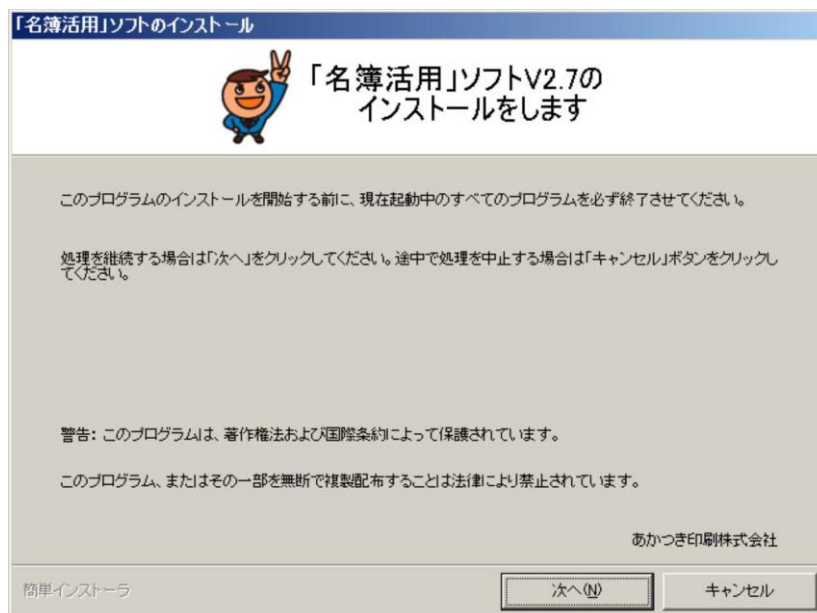 「名簿活用」ソフトのインストール
「名簿活用」ソフトV2.7の
インストールをします
このプログラムのインストールを開始する前に、現在起動中のすべてのプログラムを必ず終了させてください。
処理を継続する場合は「次へ」をクリックしてください。途中で処理を中止する場合は「キャンセル」ボタンをクリックし
てください。
警告: このプログラムは、著作権法および国際条約によって保護されています。
このプログラム、またはその一部を無断で複製配布することは法律により禁止されています。
あかつき印刷株式会社
簡単インストーラ
次へ(N)
キャンセル